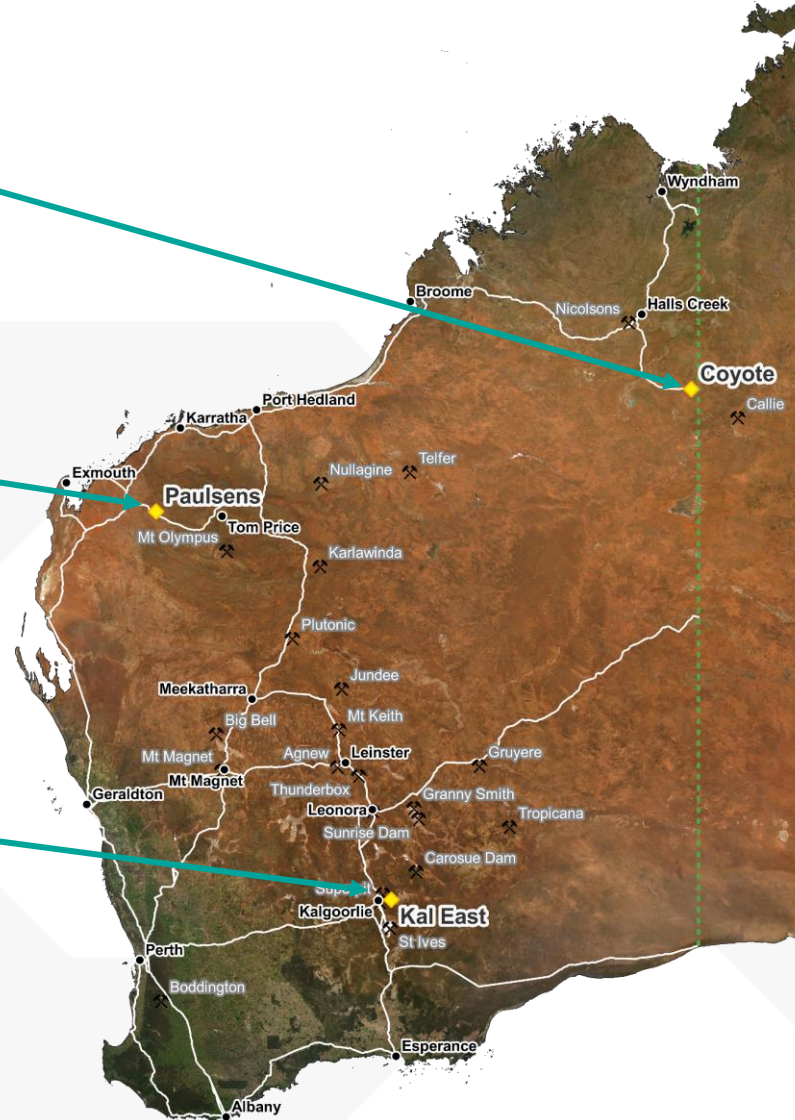 Wyndham
Broome
Nicolsons
Halls Creek
Coyote
Callie
Port Hedland
Karratha
Exmouth
Nullagine
Telfer
Paulsens
Tom Price
Mt Olympus
Karlawinda
Plutonic
Jundee
Meekatharra
Big Bell
Mt Keith
Mt Magnet
Agnew
Leinster
Gruyere
Mt Magnet
Thunderbox
Geraldton
Granny Smith
Leonora
Tropicana
Sunrise Dam
Carosue Dam
Kalgoorlie
Kal East
St Ives
Perth
Boddington
Esperance
Albany